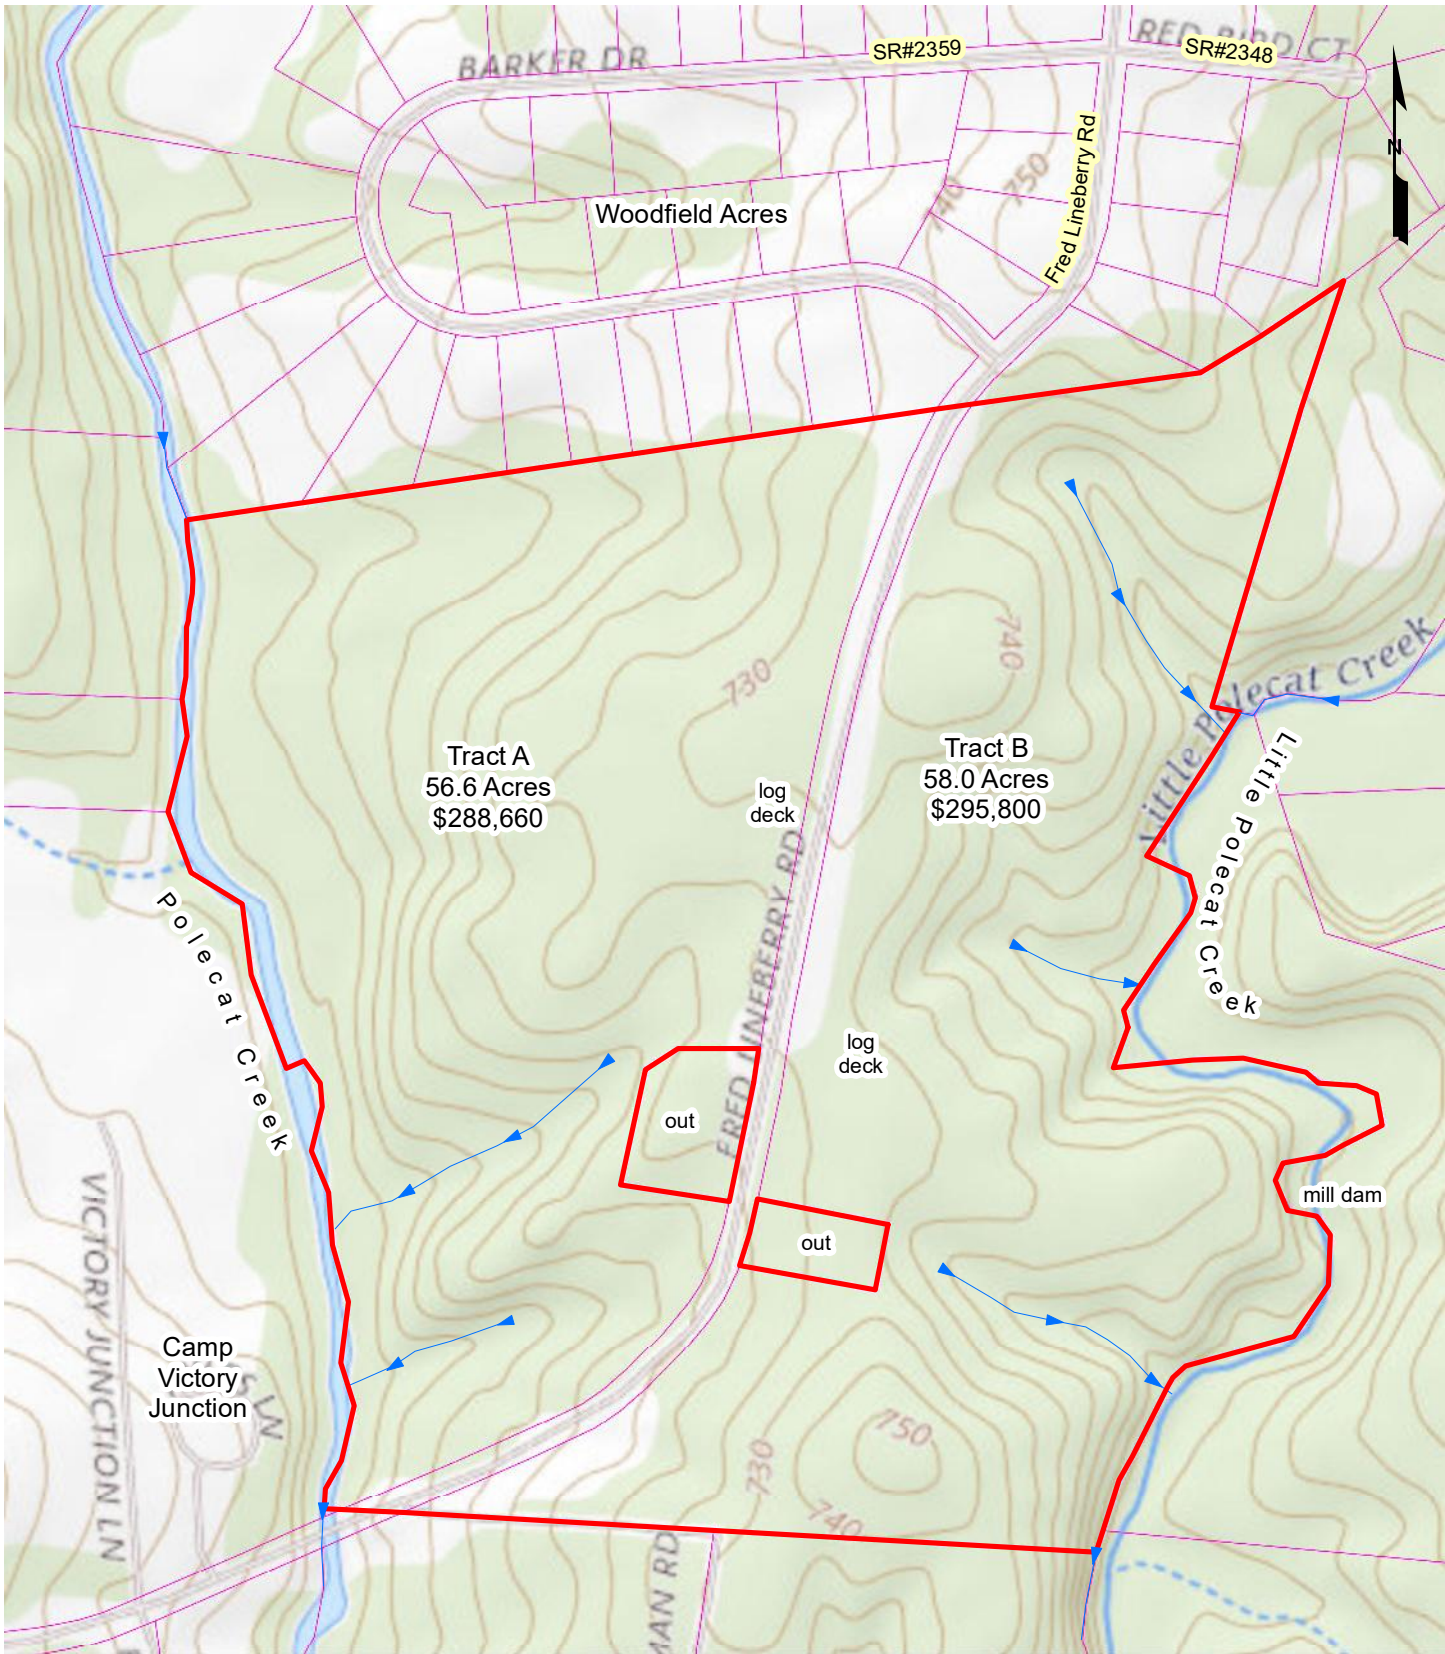 BARKER DR
SR#2359
RED BIRD CT
SR#2348
N
Fred Lineberry Rd
740
750
Woodfield Acres
740
730
Little Polecat Creek
Tract A
56.6 Acres
$288,660
log
deck
Tract B
58.0 Acres
$295,800
Little Polecat Creek
FRED LINEBERRY RD
Polecat Creek
log
deck
out
mill dam
out
VICTORY JUNCTION LN
Camp
Victory
Junction
750
730
740
MAN RD